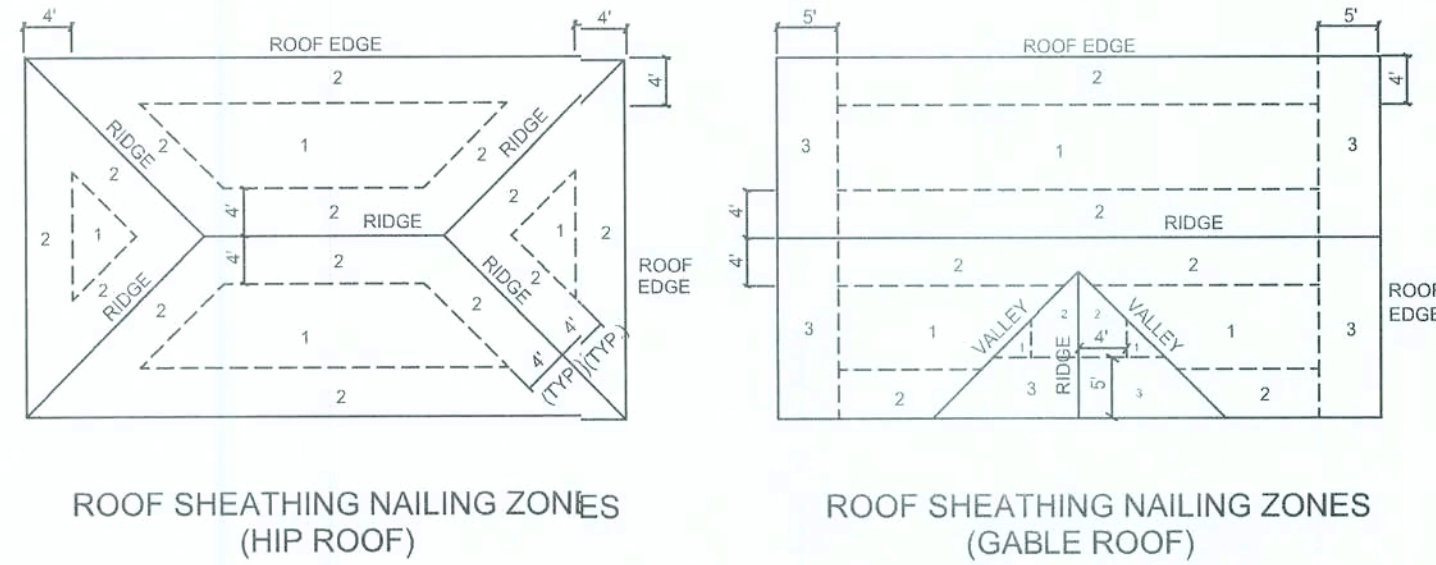 4'
4'
ROOF EDGE
2
4'
RIDGE
RIDGE
2
1
2
2
2
2
1
2
4'
2
RIDGE
1
2
4'
2
ROOF
EDGE
2
RIDGE
RIDGE
2
2
2
1
4'
4'
(TYP)
(TYP)
2
ROOF SHEATHING NAILING ZONES
(HIP ROOF)
5'
5'
ROOF EDGE
2
4'
3
1
3
4'
2
RIDGE
4'
2
2
ROOF
EDGE
3
1
VALLEY
2
2
VALLEY
1
3
4'
1
1
RIDGE
5'
2
3
3
2
ROOF SHEATHING NAILING ZONES
(GABLE ROOF)